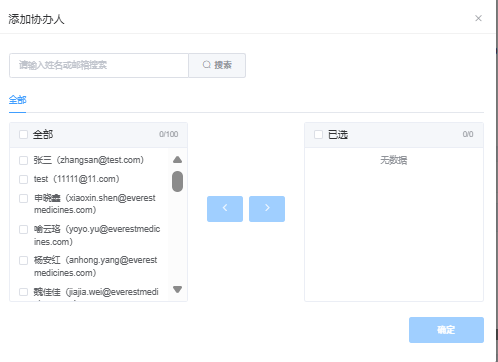 添加协办人
请输入姓名或邮箱搜索
搜索
全部
全部
0/100
张三（zhangsan@test.com）
test（11111@11.com）
申晓鑫（xiaoxin.shen@everest
medicines.com）
喻云珞（yoyo.yu@everestmedic
ines.com）
杨安红（anhong.yang@everest
medicines.com）
魏佳佳（jiajia.wei@everestmedi
已选
0/0
无数据
确定